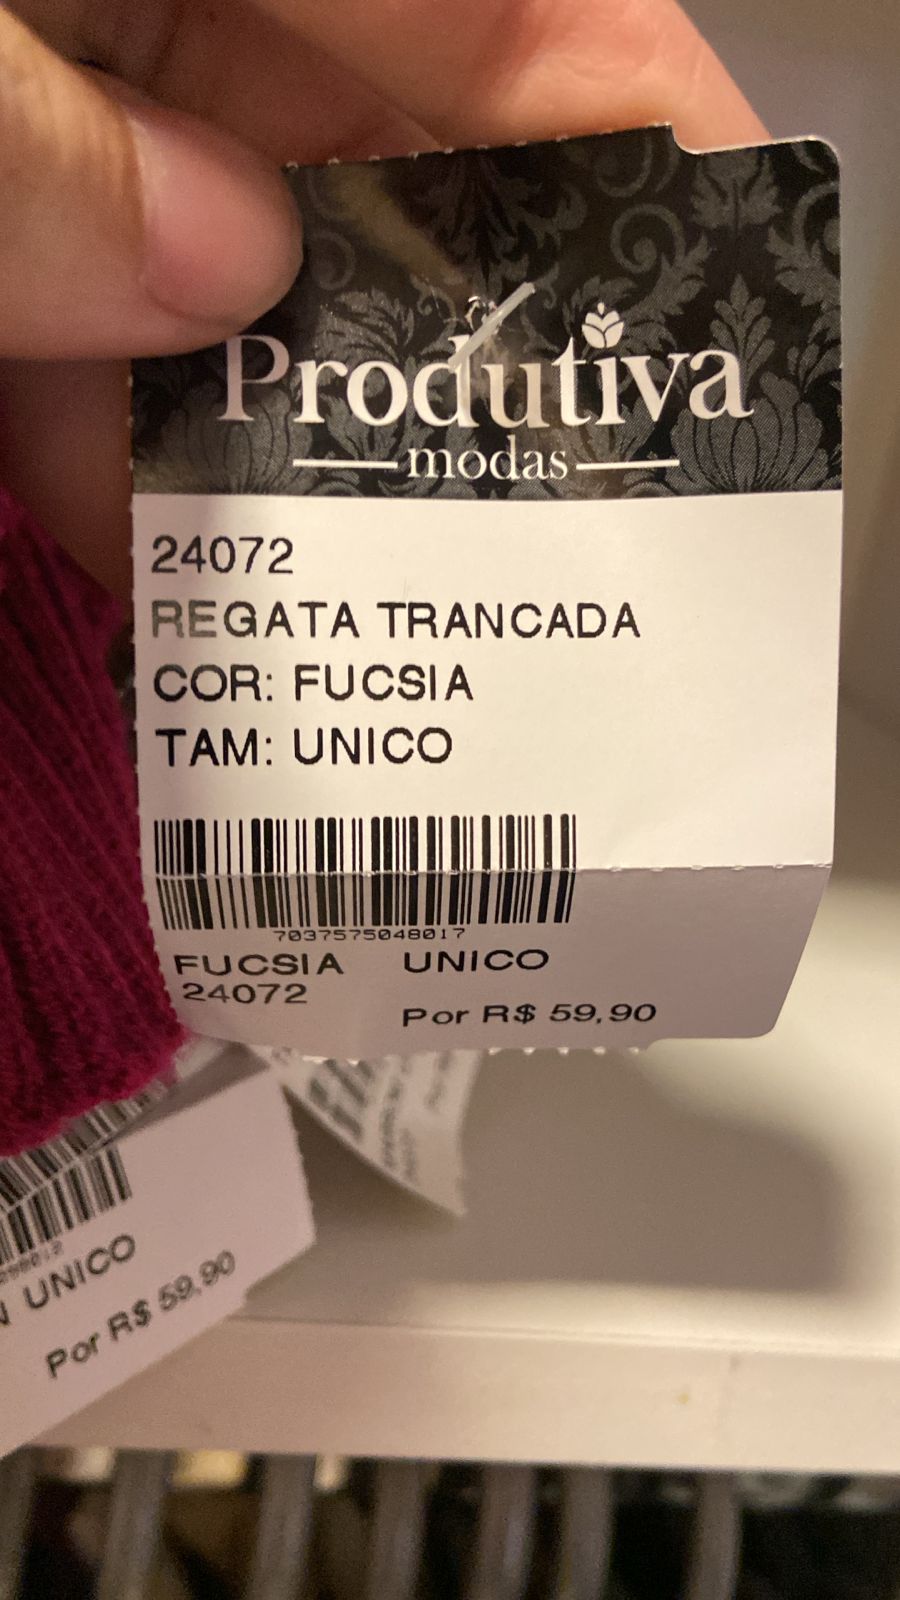 Produtiva
modas
24072
REGATA TRANCADA
COR: FUCSIA
TAM: UNICO
7037575048017
FUCSIA UNICO
24072
Por R$ 59,90
UNICO
Por R$ 59,90